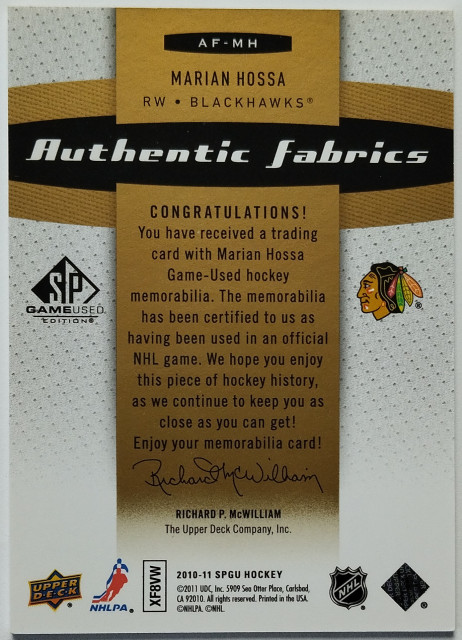 AF-MH
MARIAN HOSSA
RW • BLACKHAWKS®
Authentic Fabrics
CONGRATULATIONS!
You have received a trading
card with Marian Hossa
Game-Used hockey
memorabilia. The memorabilia
has been certified to us as
having been used in an official
NHL game. We hope you enjoy
this piece of hockey history,
as we continue to keep you as
close as you can get!
Enjoy your memorabilia card!
SP
GAMEUSED
EDITION®
®
Richard McWilliam
RICHARD P. McWILLIAM
The Upper Deck Company, Inc.
UPPER
DECK
NHLPA.
XF8VW
2010-11 SPGU HOCKEY
©2011 UDC, Inc. 5909 Sea Otter Place, Carlsbad,
CA 92010. All rights reserved. Printed in the USA.
©NHLPA. ©NHL.
NHL
®